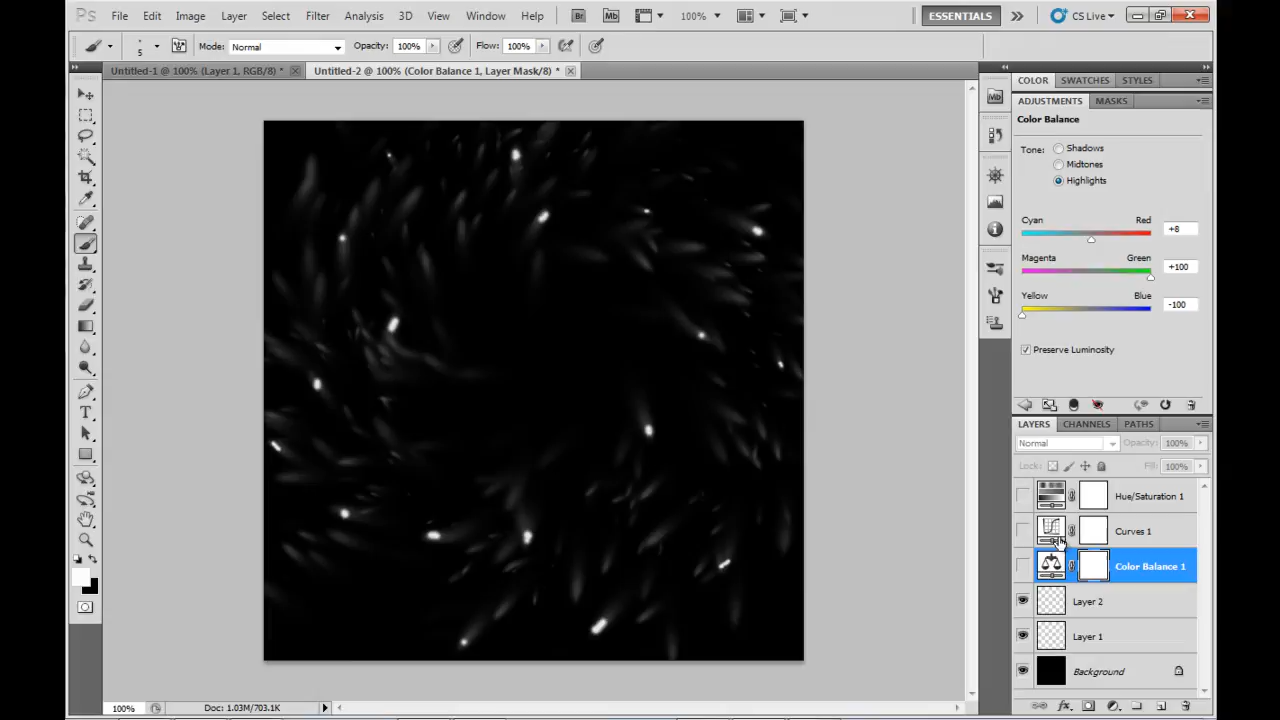 Ps File Edit Image Layer Select Filter Analysis 3D View Window Help Br Mb 100% ESSENTIALS CS Live
5 Mode: Normal Opacity: 100% Flow: 100%
Untitled-1 @ 100% (Layer 1, RGB/8) * Untitled-2 @ 100% (Color Balance 1, Layer Mask/8) *
COLOR SWATCHES STYLES
Mb
ADJUSTMENTS MASKS
Color Balance
Tone: Shadows
Midtones
Highlights
Cyan Red
+8
Magenta Green
+100
Yellow Blue
-100
Preserve Luminosity
LAYERS CHANNELS PATHS
Normal Opacity: 100%
Lock: Fill: 100%
Hue/Saturation 1
Curves 1
Color Balance 1
Layer 2
Layer 1
Background
100% Doc: 1.03M/703.1K
fx